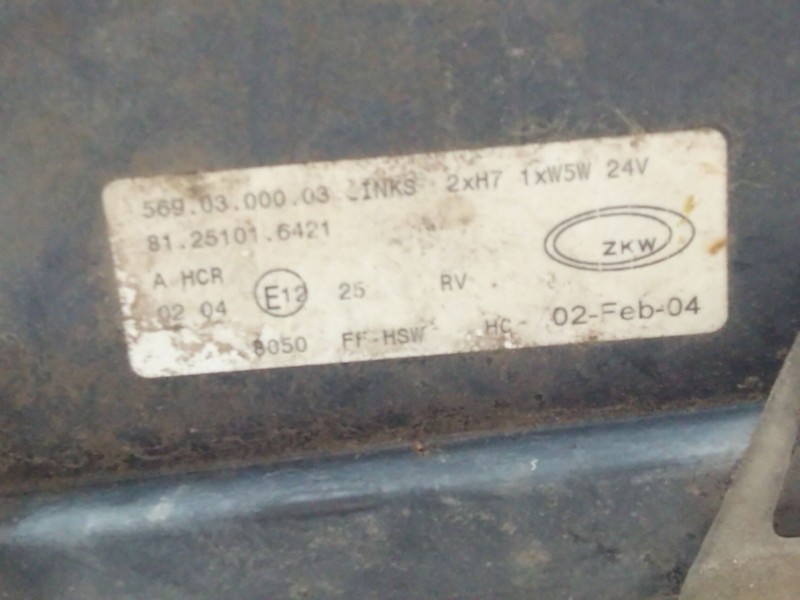 569.03.000.03 LINKS 2xH7 1xW5W 24V
81.25101.6421
ZKW
A HCR
02 04 E12 25 RV
8050 FF-HSW HC 02-Feb-04